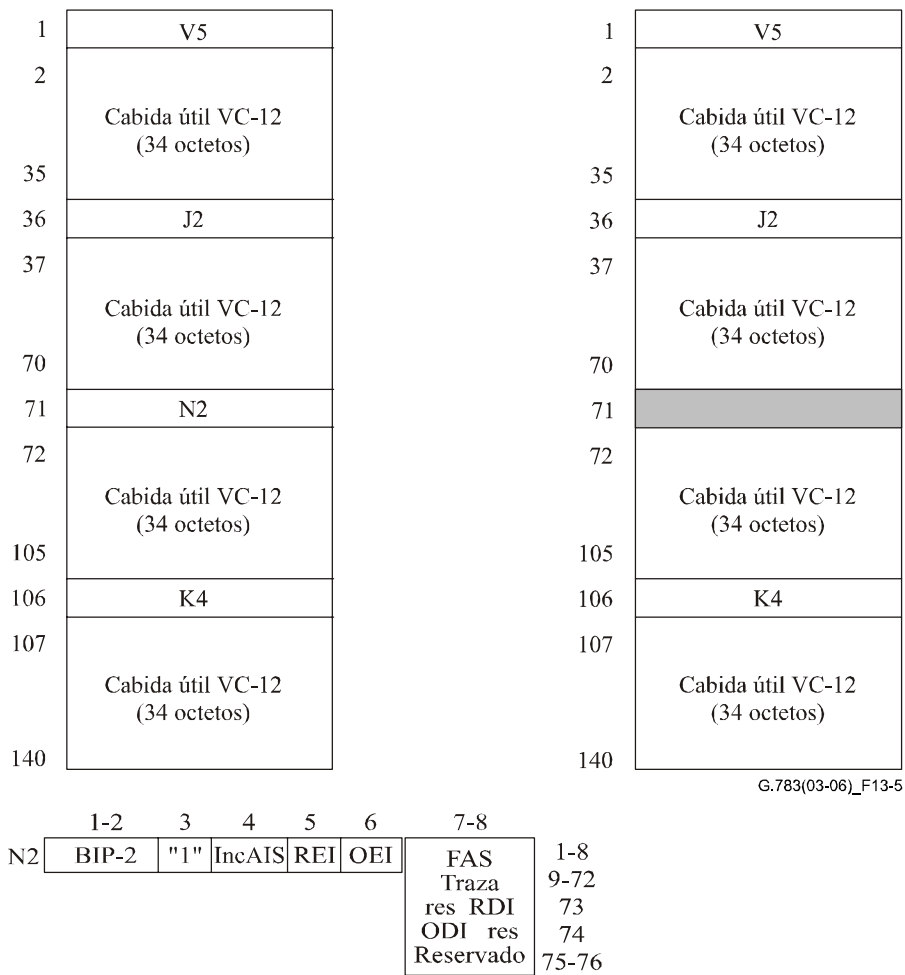 1 V5 1 V5
2 2
Cabida útil VC-12 Cabida útil VC-12
(34 octetos) (34 octetos)
35 35
36 J2 36 J2
37 37
Cabida útil VC-12 Cabida útil VC-12
(34 octetos) (34 octetos)
70 70
71 N2 71
72 72
Cabida útil VC-12 Cabida útil VC-12
(34 octetos) (34 octetos)
105 105
106 K4 106 K4
107 107
Cabida útil VC-12 Cabida útil VC-12
(34 octetos) (34 octetos)
140 140
G.783(03-06)_F13-5
1-2 3 4 5 6 7-8
N2 BIP-2 "1" IncAIS REI OEI FAS 1-8
Traza 9-72
res RDI 73
ODI res 74
Reservado 75-76